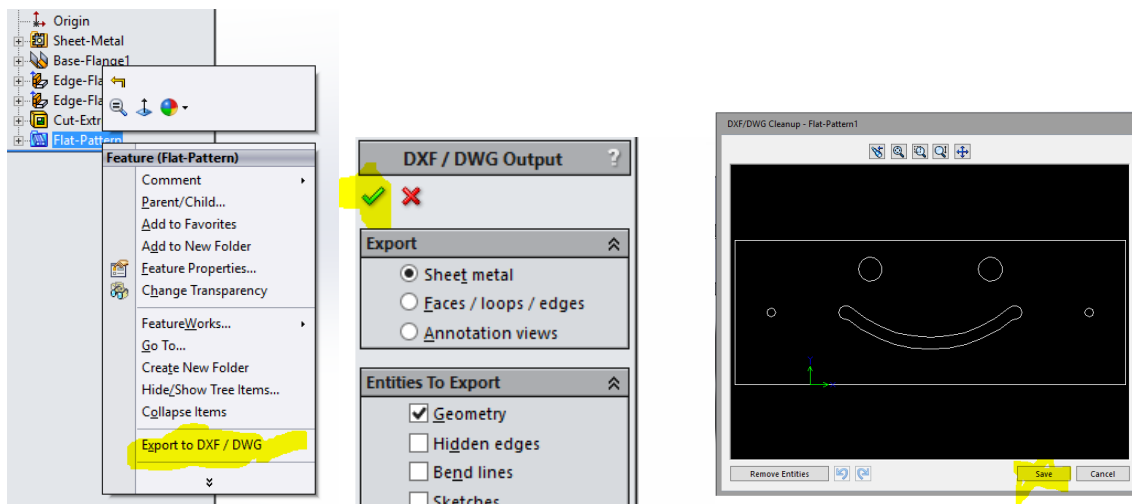 Origin
Sheet-Metal
Base-Flange1
Edge-Fla
Edge-Fla
Cut-Extr
Flat-Pattern
Feature (Flat-Pattern)
Comment
Parent/Child...
Add to Favorites
Add to New Folder
Feature Properties...
Change Transparency
FeatureWorks...
Go To...
Create New Folder
Hide/Show Tree Items...
Collapse Items
Export to DXF / DWG
DXF / DWG Output
?
Export
Sheet metal
Faces / loops / edges
Annotation views
Entities To Export
Geometry
Hidden edges
Bend lines
Sketches
DXF/DWG Cleanup - Flat-Pattern1
Remove Entities
Save
Cancel